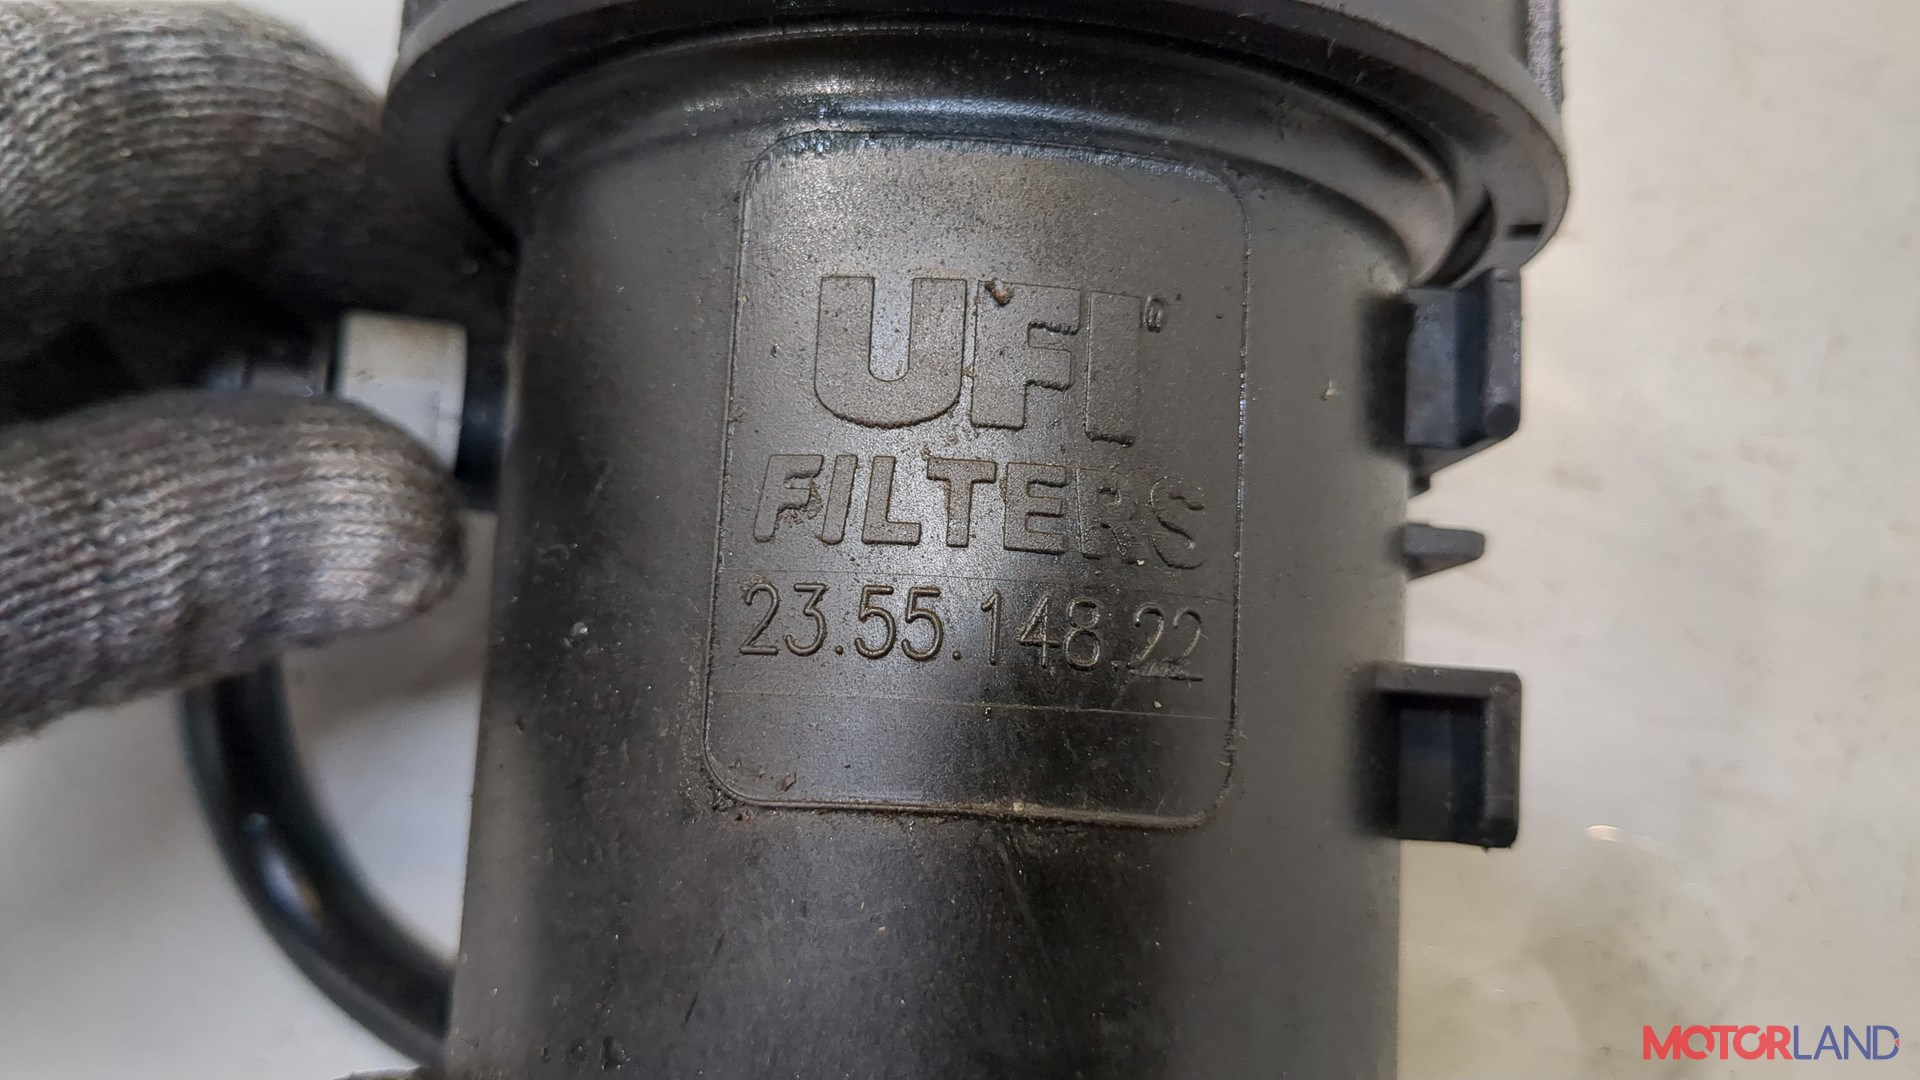 UFI®
FILTERS
23.55.148.22
MOTORLAND